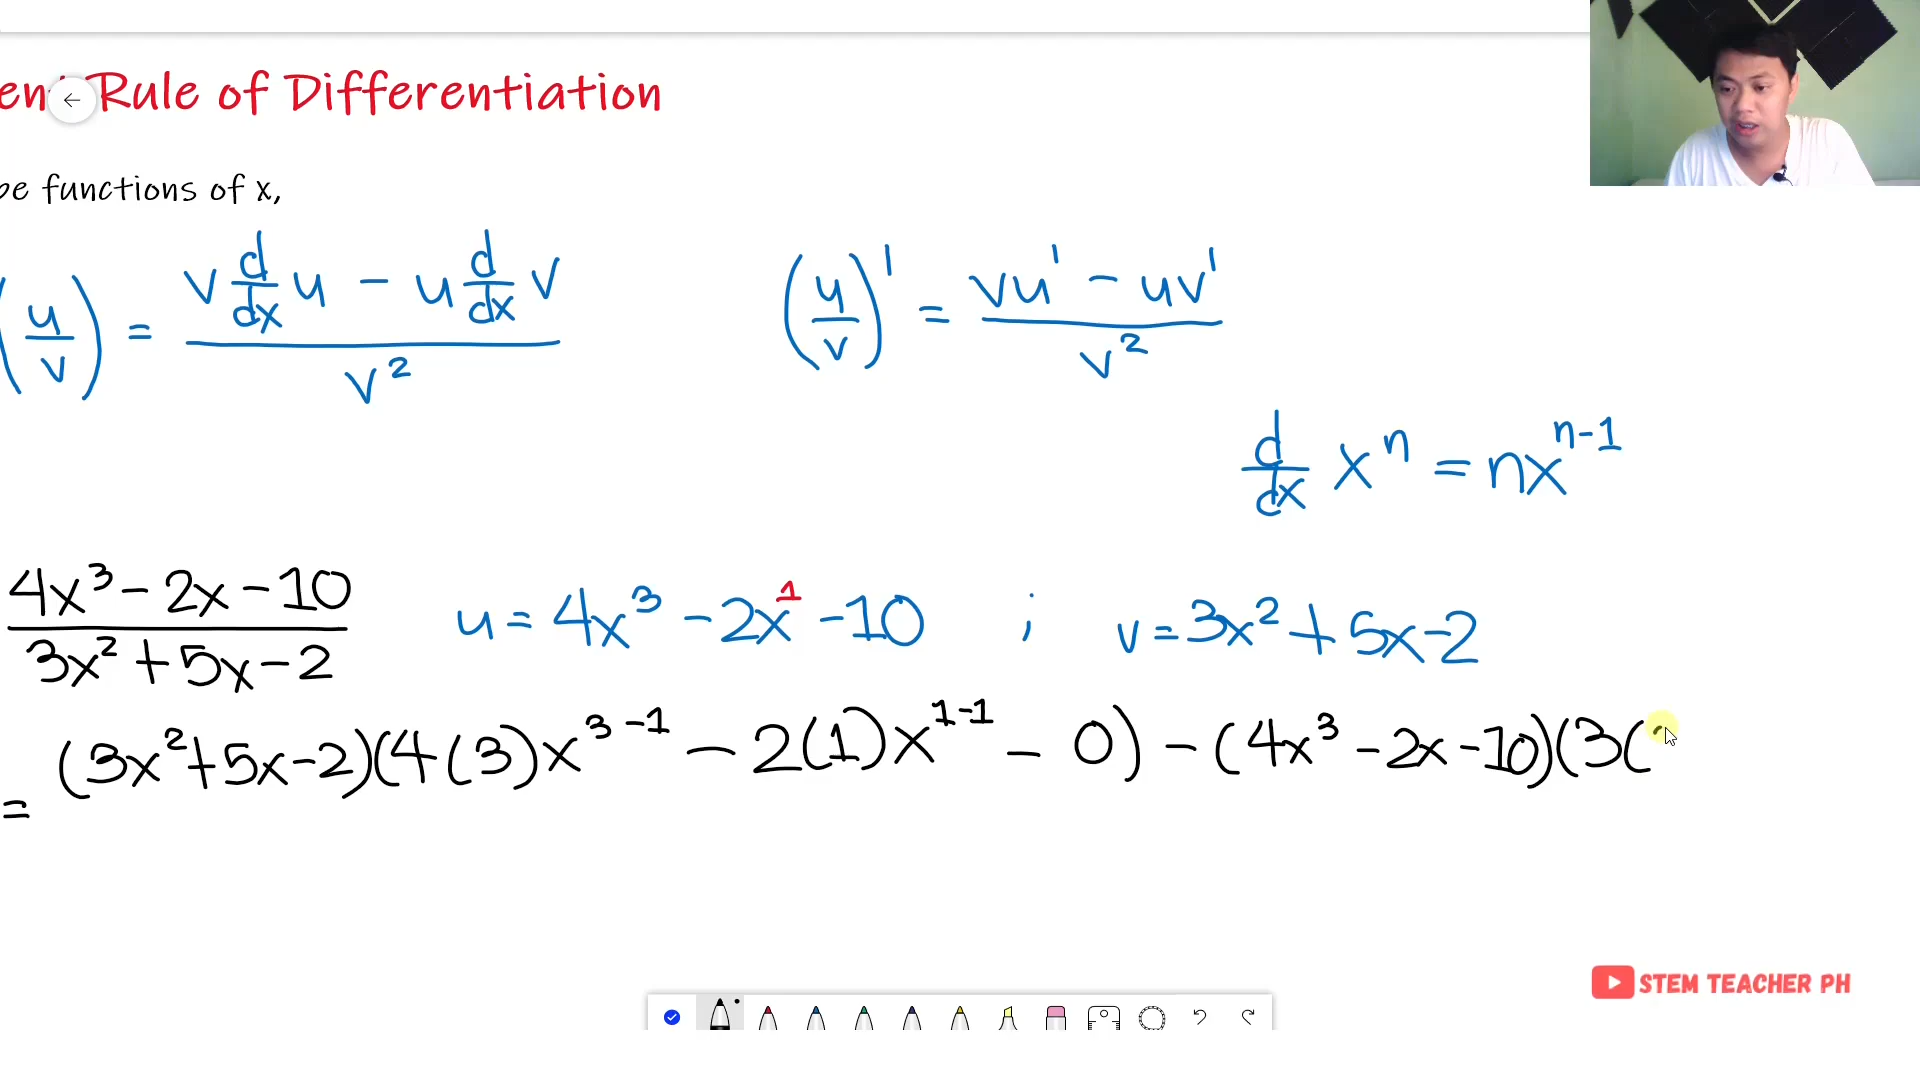 Rule of Differentiation
be functions of x,
(u/v) = (v d/dx u - u d/dx v)/v²
(u/v)' = (vu' - uv')/v²
d/dx xⁿ = nxⁿ⁻¹
4x³ - 2x - 10
3x² + 5x - 2
u = 4x³ - 2x¹ - 10 ; v = 3x² + 5x - 2
= (3x² + 5x - 2)(4(3)x³⁻¹ - 2(1)x¹⁻¹ - 0) - (4x³ - 2x - 10)(3(
STEM TEACHER PH